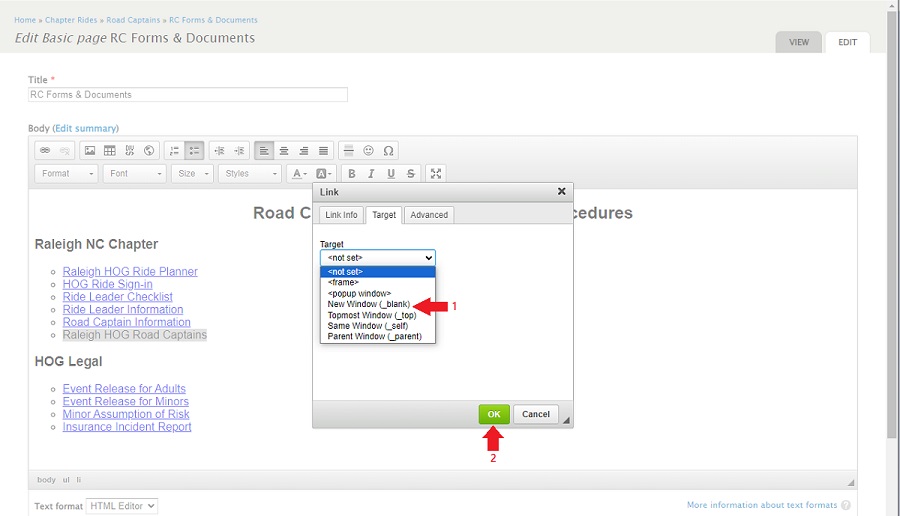 Home » Chapter Rides » Road Captains » RC Forms & Documents
Edit Basic page RC Forms & Documents
VIEW
EDIT
Title *
RC Forms & Documents
Body (Edit summary)
Format
Font
Size
Styles
A
A
B I U S
Link
Road C
cedures
Link Info
Target
Advanced
Raleigh NC Chapter
Target
<not set>
Raleigh HOG Ride Planner
<not set>
HOG Ride Sign-in
<frame>
Ride Leader Checklist
<popup window>
Ride Leader Information
New Window (_blank)
1
Road Captain Information
Topmost Window (_top)
Raleigh HOG Road Captains
Same Window (_self)
Parent Window (_parent)
HOG Legal
Event Release for Adults
Event Release for Minors
Minor Assumption of Risk
OK
Cancel
Insurance Incident Report
2
body ul li
Text format HTML Editor
More information about text formats ?